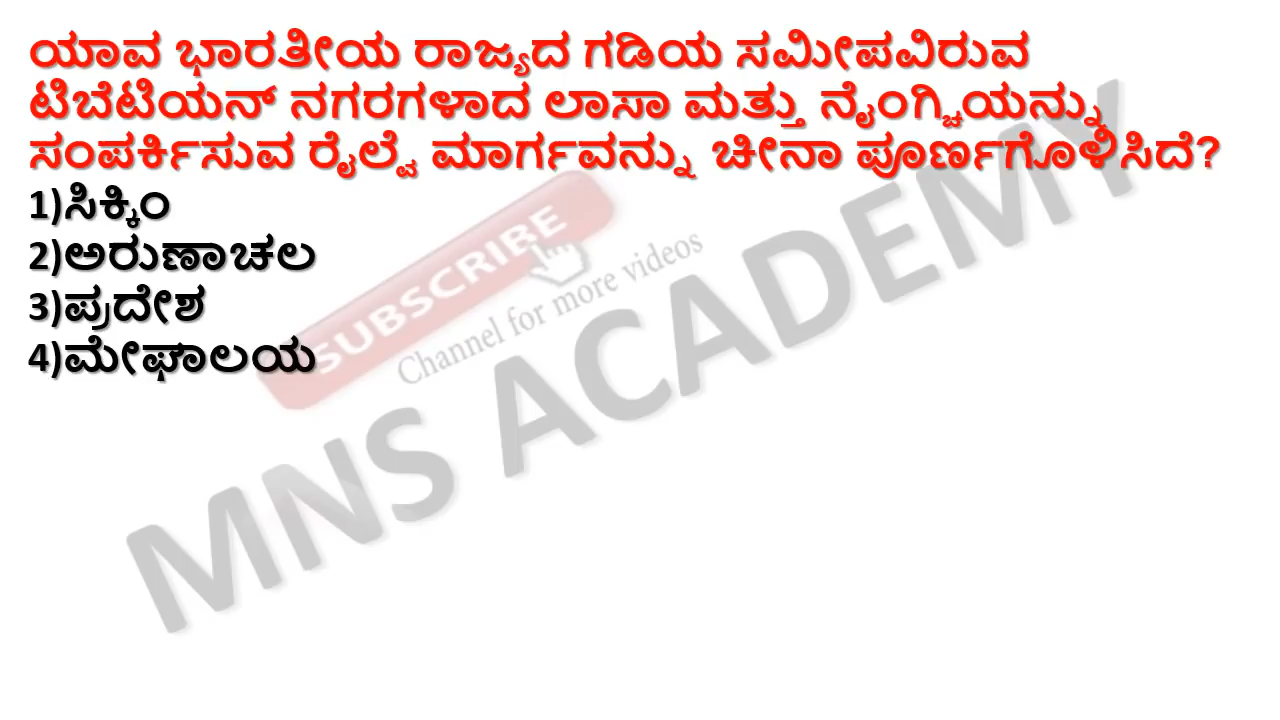 ಯಾವ ಭಾರತೀಯ ರಾಜ್ಯದ ಗಡಿಯ ಸಮೀಪವಿರುವ
ಟಿಬೆಟಿಯನ್ ನಗರಗಳಾದ ಲಾಸಾ ಮತ್ತು ನೈಂಗ್ಚಿಯನ್ನು
ಸಂಪರ್ಕಿಸುವ ರೈಲ್ವೆ ಮಾರ್ಗವನ್ನು ಚೀನಾ ಪೂರ್ಣಗೊಳಿಸಿದೆ?
1)ಸಿಕ್ಕಿಂ
2)ಅರುಣಾಚಲ
3)ಪ್ರದೇಶ
4)ಮೇಘಾಲಯ
SUBSCRIBE
Channel for more videos
MNS ACADEMY